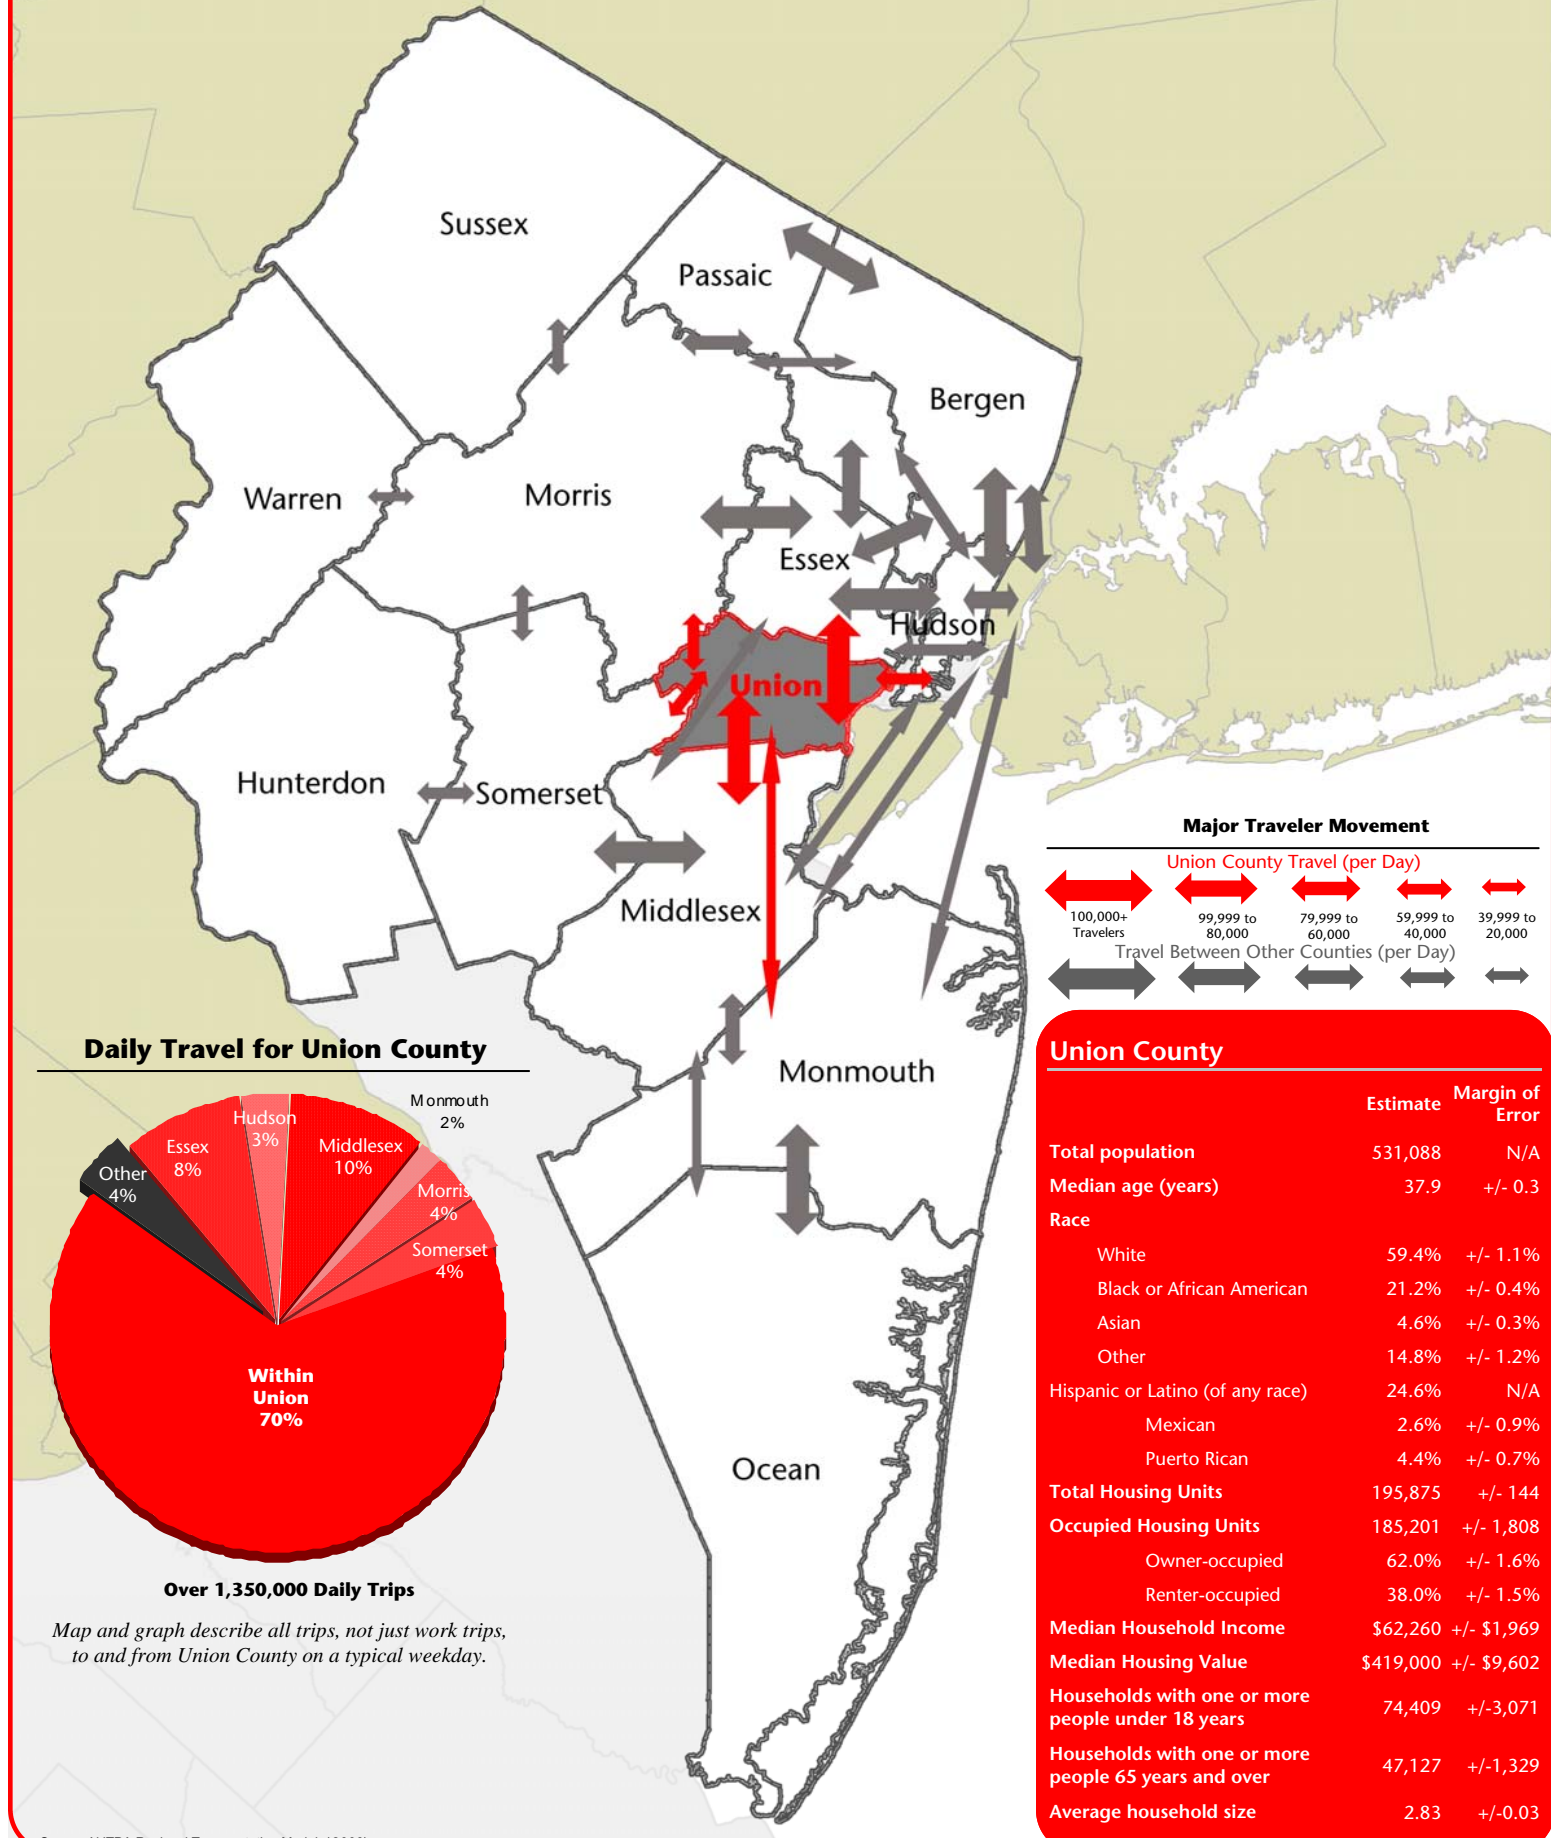 Sussex
Passaic
Bergen
Warren
Morris
Essex
Hudson
Union
Hunterdon
Somerset
Middlesex
Monmouth
Ocean
Major Traveler Movement
Union County Travel (per Day)
100,000+ Travelers
99,999 to 80,000
79,999 to 60,000
59,999 to 40,000
39,999 to 20,000
Travel Between Other Counties (per Day)
Daily Travel for Union County
Monmouth
2%
Hudson
3%
Essex
8%
Middlesex
10%
Other
4%
Morris
4%
Somerset
4%
Within
Union
70%
Over 1,350,000 Daily Trips
Map and graph describe all trips, not just work trips,
to and from Union County on a typical weekday.
Union County
Estimate Margin of Error
Total population 531,088 N/A
Median age (years) 37.9 +/- 0.3
Race
White 59.4% +/- 1.1%
Black or African American 21.2% +/- 0.4%
Asian 4.6% +/- 0.3%
Other 14.8% +/- 1.2%
Hispanic or Latino (of any race) 24.6% N/A
Mexican 2.6% +/- 0.9%
Puerto Rican 4.4% +/- 0.7%
Total Housing Units 195,875 +/- 144
Occupied Housing Units 185,201 +/- 1,808
Owner-occupied 62.0% +/- 1.6%
Renter-occupied 38.0% +/- 1.5%
Median Household Income $62,260 +/- $1,969
Median Housing Value $419,000 +/- $9,602
Households with one or more
people under 18 years 74,409 +/-3,071
Households with one or more
people 65 years and over 47,127 +/-1,329
Average household size 2.83 +/-0.03